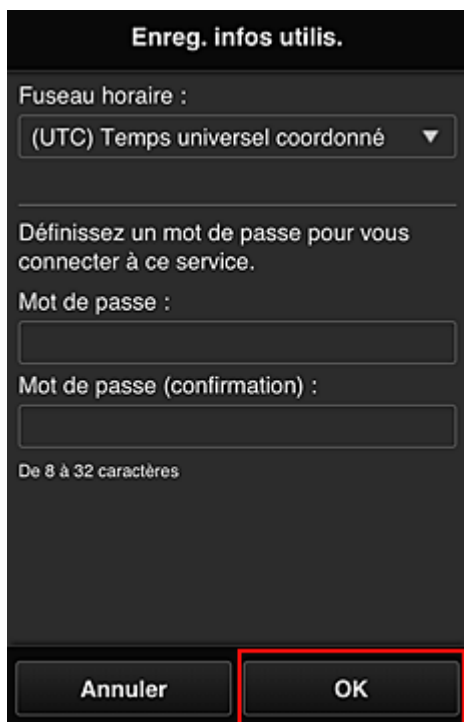 Enreg. infos utilis.
Fuseau horaire :
(UTC) Temps universel coordonné
Définissez un mot de passe pour vous
connecter à ce service.
Mot de passe :
Mot de passe (confirmation) :
De 8 à 32 caractères
Annuler
OK